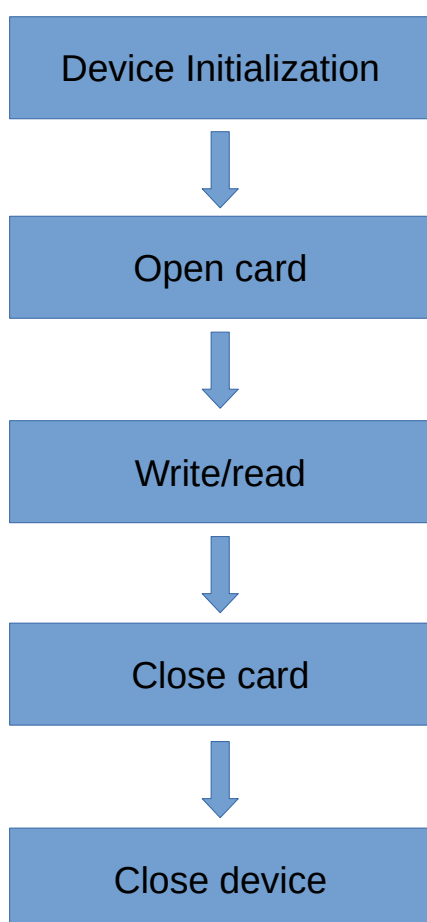 Device Initialization
Open card
Write/read
Close card
Close device